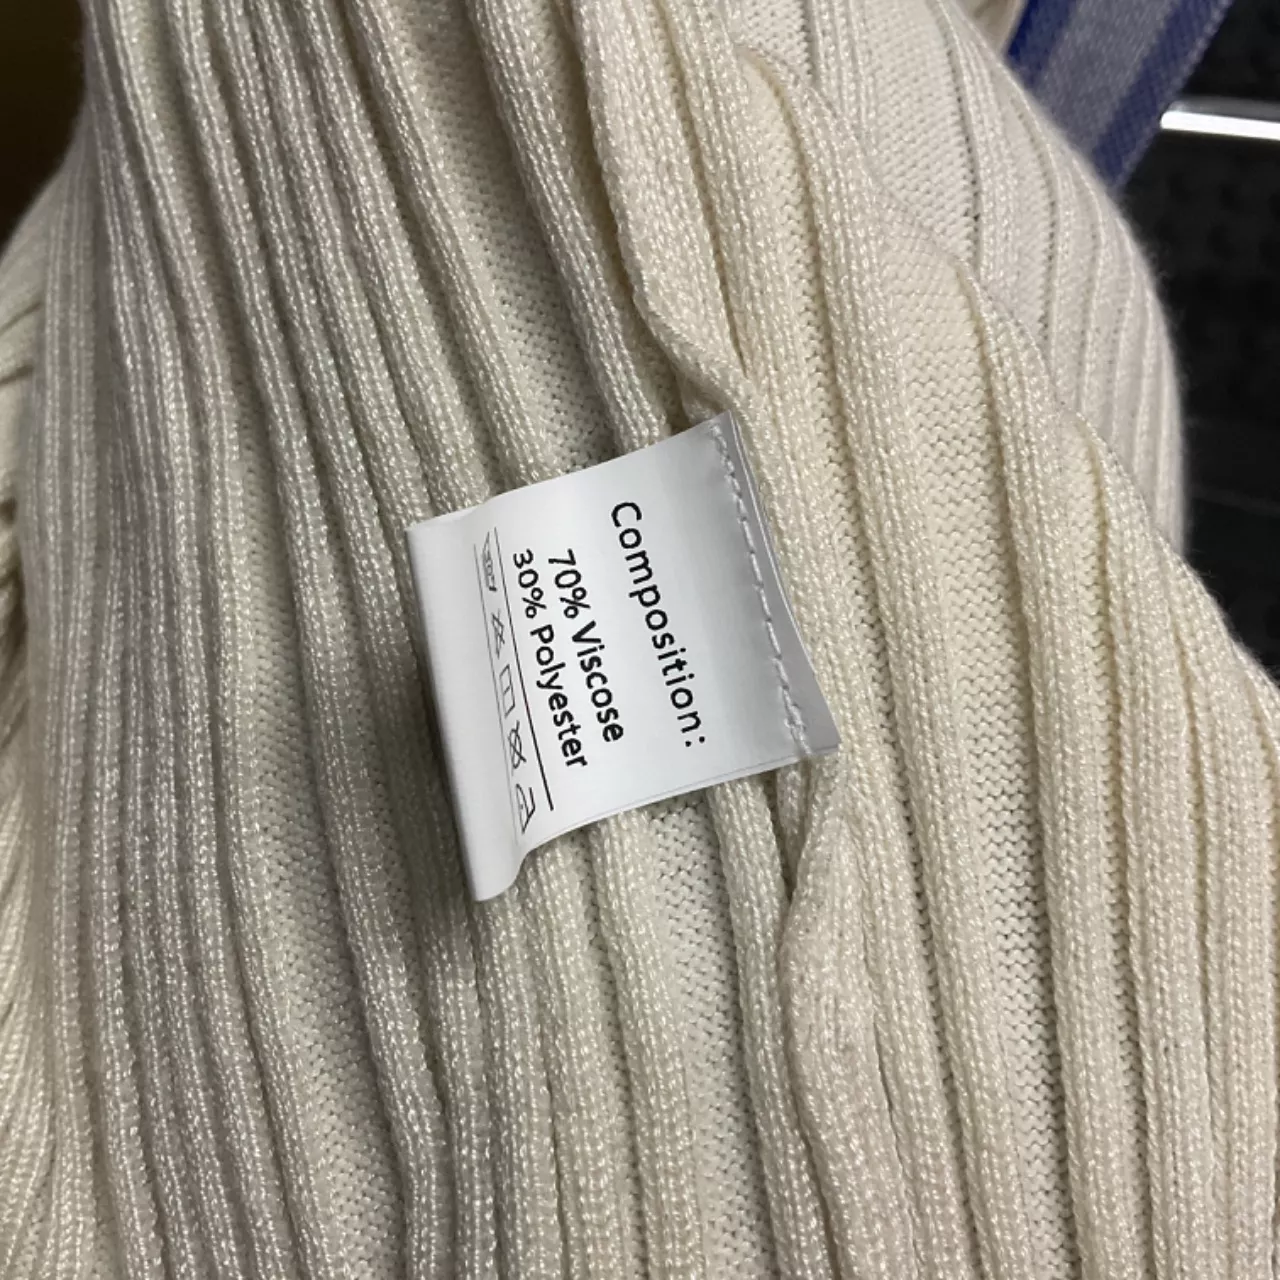 Composition:
70% Viscose
30% Polyester